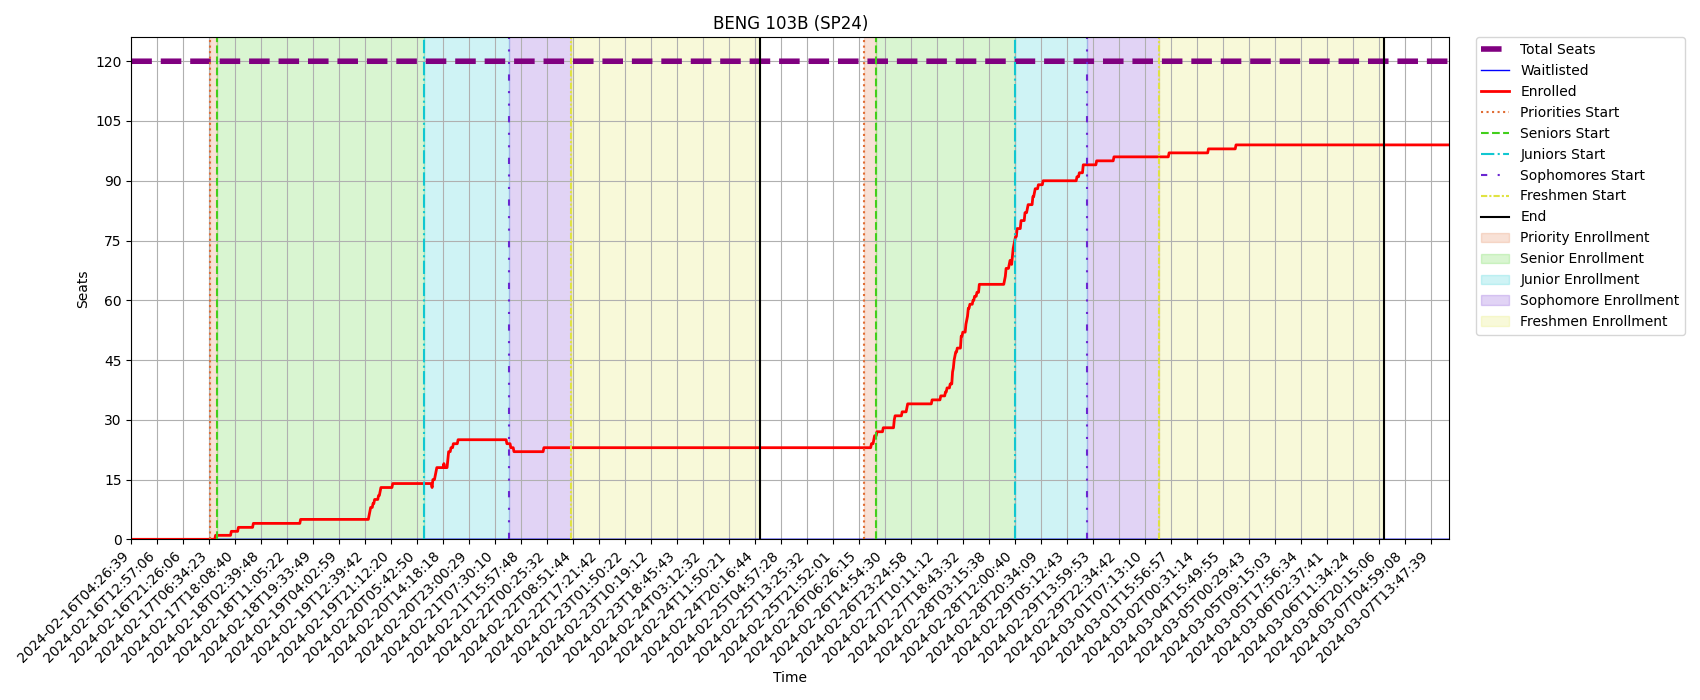 BENG 103B (SP24)
Seats
120
105
90
75
60
45
30
15
0
2024-02-16T04:26:39
2024-02-16T12:57:06
2024-02-16T21:26:06
2024-02-17T06:34:23
2024-02-17T18:08:40
2024-02-18T02:39:48
2024-02-18T11:05:22
2024-02-18T19:33:49
2024-02-19T04:02:59
2024-02-19T12:39:42
2024-02-19T21:12:20
2024-02-20T05:42:50
2024-02-20T14:18:18
2024-02-20T23:00:29
2024-02-21T07:30:10
2024-02-21T15:57:48
2024-02-22T00:25:32
2024-02-22T08:51:44
2024-02-22T17:21:42
2024-02-23T01:50:22
2024-02-23T10:19:12
2024-02-23T18:45:43
2024-02-24T03:12:32
2024-02-24T11:50:21
2024-02-24T20:16:44
2024-02-25T04:57:28
2024-02-25T13:25:32
2024-02-25T21:52:01
2024-02-26T06:26:15
2024-02-26T14:54:30
2024-02-26T23:24:58
2024-02-27T10:11:12
2024-02-27T18:43:32
2024-02-28T03:15:38
2024-02-28T12:00:40
2024-02-28T20:34:09
2024-02-29T05:12:43
2024-02-29T13:59:53
2024-02-29T22:34:42
2024-03-01T07:13:10
2024-03-01T15:56:57
2024-03-02T00:31:14
2024-03-04T15:49:55
2024-03-05T00:29:43
2024-03-05T09:15:03
2024-03-05T17:56:34
2024-03-06T02:37:41
2024-03-06T11:34:24
2024-03-06T20:15:06
2024-03-07T04:59:08
2024-03-07T13:47:39
Time
Total Seats
Waitlisted
Enrolled
Priorities Start
Seniors Start
Juniors Start
Sophomores Start
Freshmen Start
End
Priority Enrollment
Senior Enrollment
Junior Enrollment
Sophomore Enrollment
Freshmen Enrollment